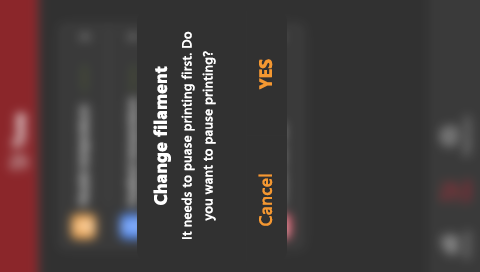 Change filament
It needs to puase printing first. Do
you want to pause printing?
Cancel YES